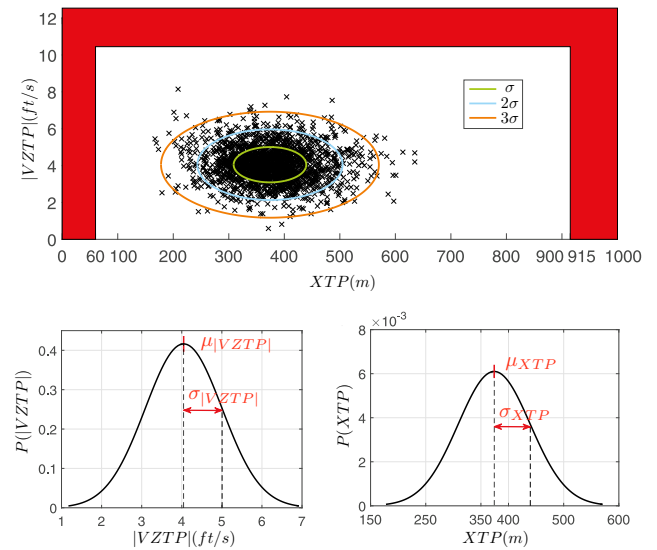 12
10
8
6
4
2
0
|VZTP|(ft/s)
σ
2σ
3σ
0 60 100 200 300 400 500 600 700 800 900 915 1000
XTP(m)
0.4
0.3
0.2
0.1
0
P(|VZTP|)
μ|VZTP|
σ|VZTP|
1 2 3 4 5 6 7
|VZTP|(ft/s)
8 ×10⁻³
6
4
2
0
P(XTP)
μXTP
σXTP
150 250 350 400 500 600
XTP(m)